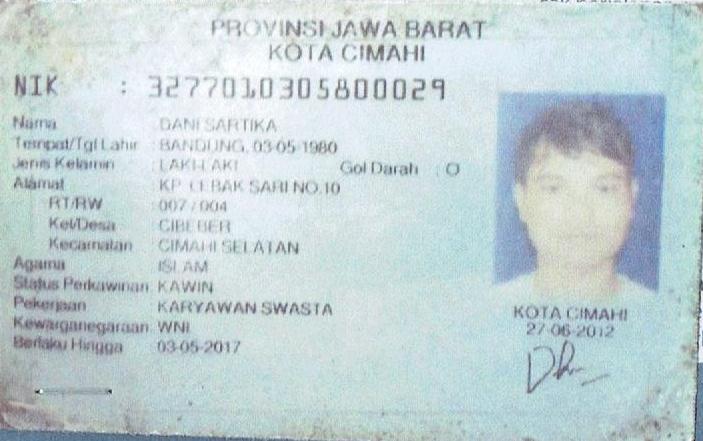 PROVINSI JAWA BARAT
KOTA CIMAHI
NIK : 3277010305800029
Nama : DANI SARTIKA
Tempat/Tgl Lahir : BANDUNG, 03-05-1980
Jenis Kelamin : LAKI-LAKI Gol Darah : O
Alamat : KP LEBAK SARI NO.10
RT/RW : 007 / 004
Kel/Desa : CIBEBER
Kecamatan : CIMAHI SELATAN
Agama : ISLAM
Status Perkawinan : KAWIN
Pekerjaan : KARYAWAN SWASTA
Kewarganegaraan : WNI
Berlaku Hingga : 03-05-2017
KOTA CIMAHI
27-06-2012